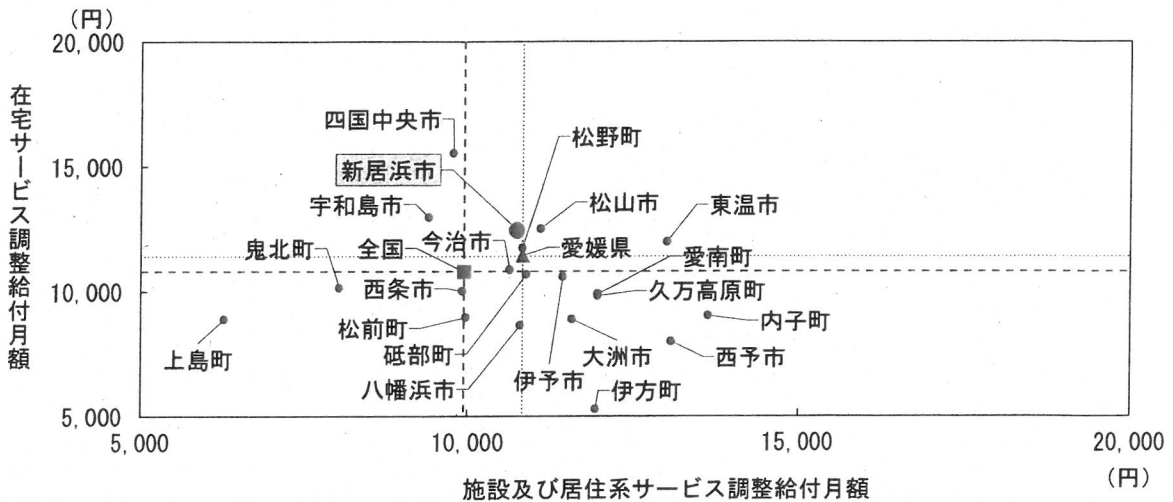 (円)
20,000
在宅サービス調整給付月額
四国中央市
松野町
15,000
新居浜市
宇和島市
松山市
東温市
鬼北町
全国
今治市
愛媛県
愛南町
10,000
西条市
久万高原町
松前町
内子町
砥部町
大洲市
西予市
上島町
八幡浜市
伊予市
伊方町
5,000
5,000
10,000
15,000
20,000
(円)
施設及び居住系サービス調整給付月額